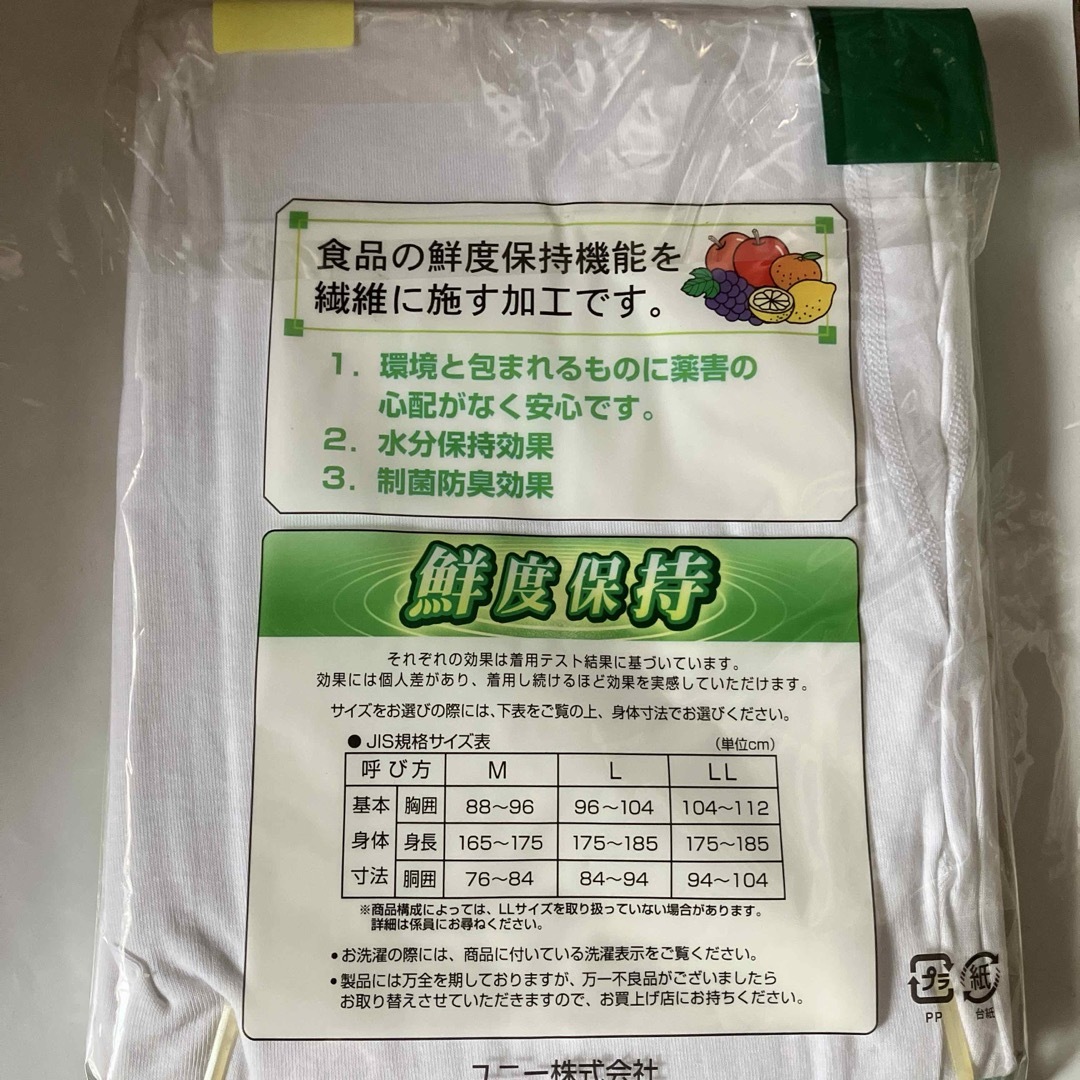 食品の鮮度保持機能を
繊維に施す加工です。
1. 環境と包まれるものに薬害の
心配がなく安心です。
2. 水分保持効果
3. 制菌防臭効果
鮮度保持
それぞれの効果は着用テスト結果に基づいています。
効果には個人差があり、着用し続けるほど効果を実感していただけます。
サイズをお選びの際には、下表をご覧の上、身体寸法でお選びください。
● JIS規格サイズ表 (単位cm)
呼び方 M L LL
基本 胸囲 88〜96 96〜104 104〜112
身体 身長 165〜175 175〜185 175〜185
寸法 胴囲 76〜84 84〜94 94〜104
※商品構成によっては、LLサイズを取り扱っていない場合があります。
詳細は係員にお尋ねください。
•お洗濯の際には、商品に付いている洗濯表示をご覧ください。
•製品には万全を期しておりますが、万一不良品がございましたら
お取り替えさせていただきますので、お買上げ店にお持ちください。
プラ 紙
PP 台紙
ユニー株式会社